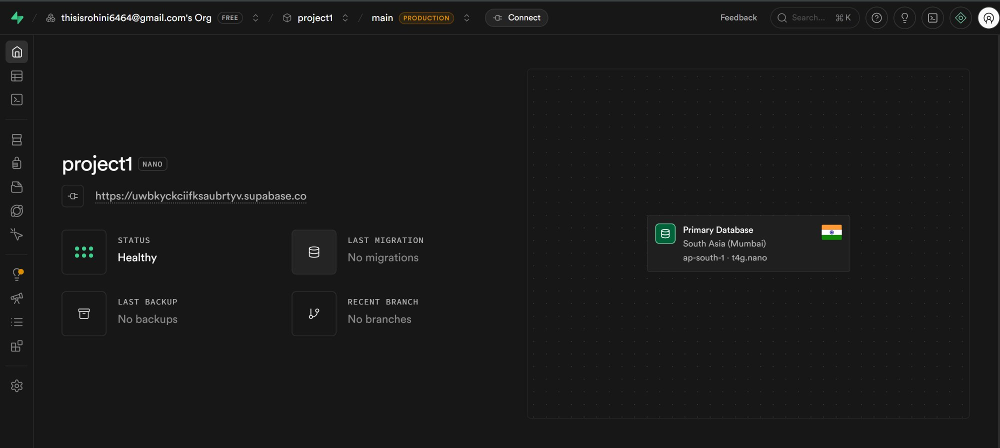 thisisrohini6464@gmail.com's Org FREE project1 main PRODUCTION Connect Feedback Search... ⌘ K
project1 NANO
https://uwbkyckciifksaubrtyv.supabase.co
STATUS
Healthy
LAST MIGRATION
No migrations
LAST BACKUP
No backups
RECENT BRANCH
No branches
Primary Database
South Asia (Mumbai)
ap-south-1 · t4g.nano